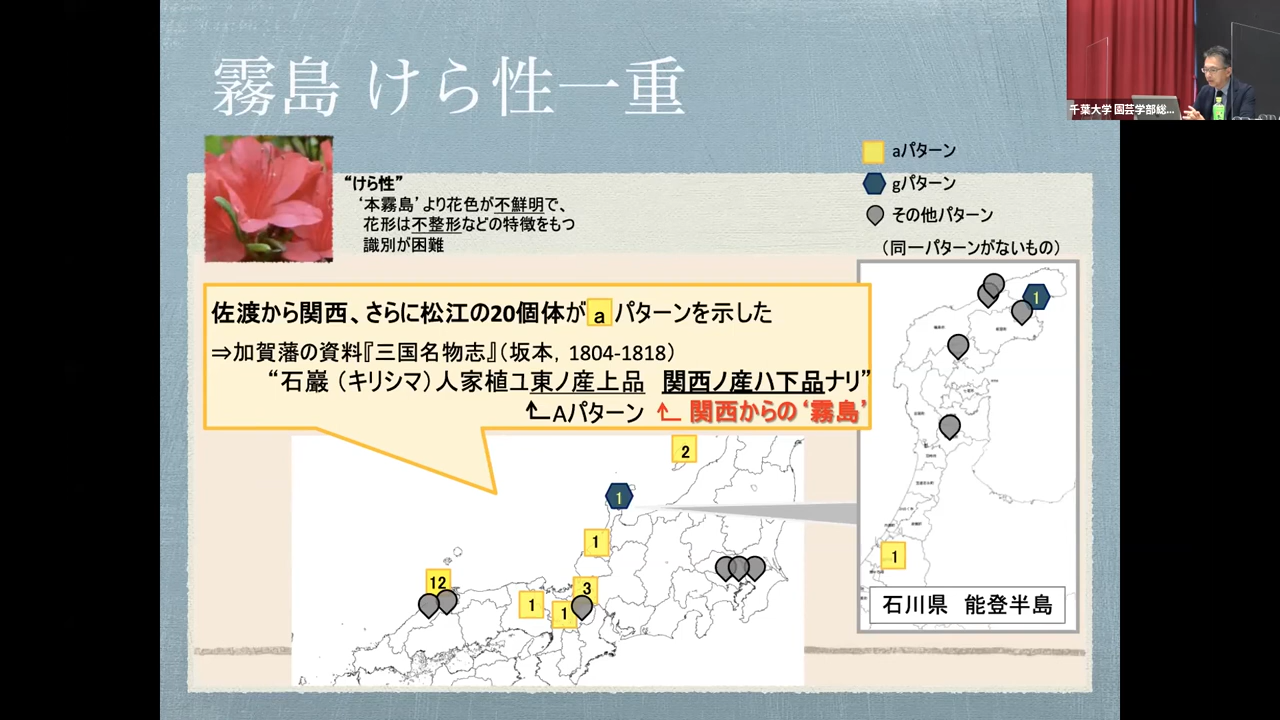 霧島 けら性一重
千葉大学 園芸学部総...
“けら性”
‘本霧島’より花色が不鮮明で、
花形は不整形などの特徴をもつ
識別が困難
aパターン
gパターン
その他パターン
（同一パターンがないもの）
佐渡から関西、さらに松江の20個体が a パターンを示した
⇒加賀藩の資料『三国名物志』（坂本，1804-1818）
“石巖（キリシマ）人家植ユ東ノ産上品 関西ノ産ハ下品ナリ”
Aパターン 関西からの‘霧島’
2
1
1
12
3
1
1
1
1
石川県 能登半島